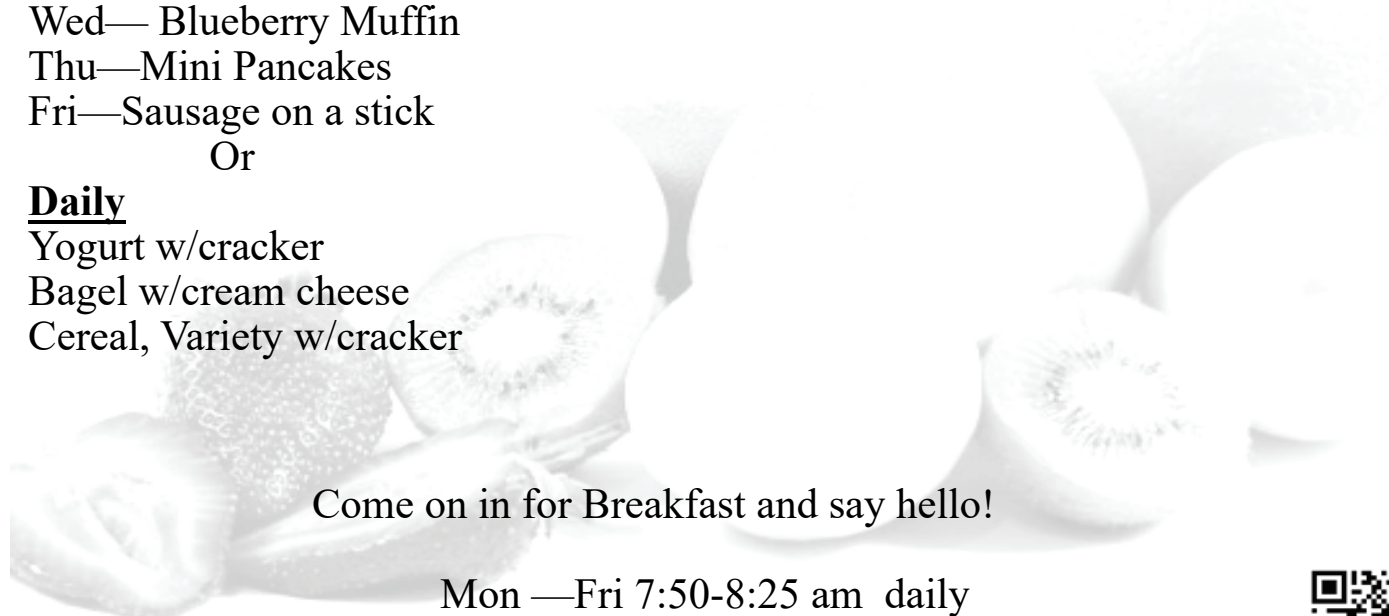 Wed— Blueberry Muffin
Thu—Mini Pancakes
Fri—Sausage on a stick
Or
Daily
Yogurt w/cracker
Bagel w/cream cheese
Cereal, Variety w/cracker
Come on in for Breakfast and say hello!
Mon —Fri 7:50-8:25 am  daily